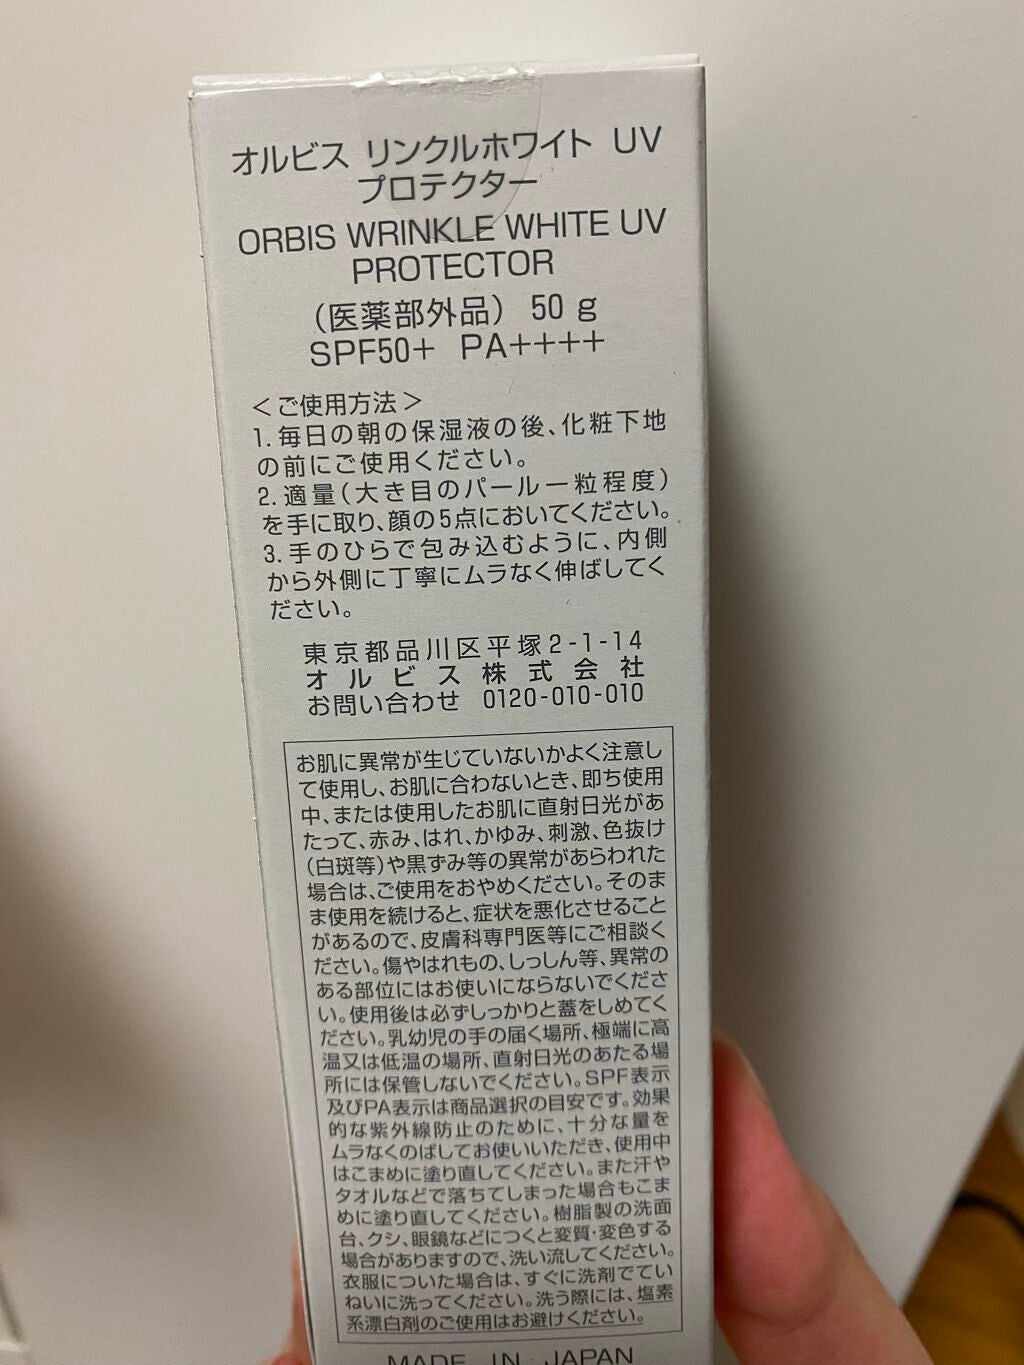 オルビス リンクルホワイト UV
プロテクター
ORBIS WRINKLE WHITE UV
PROTECTOR
（医薬部外品） 50 g
SPF50+ PA++++
＜ご使用方法＞
1. 毎日の朝の保湿液の後、化粧下地
の前にご使用ください。
2. 適量（大き目のパール一粒程度）
を手に取り、顔の5点においてください。
3. 手のひらで包み込むように、内側
から外側に丁寧にムラなく伸ばしてく
ださい。
東京都品川区平塚2-1-14
オルビス株式会社
お問い合わせ 0120-010-010
お肌に異常が生じていないかよく注意し
て使用し、お肌に合わないとき、即ち使用
中、または使用したお肌に直射日光があ
たって、赤み、はれ、かゆみ、刺激、色抜け
（白斑等）や黒ずみ等の異常があらわれた
場合は、ご使用をおやめください。そのま
ま使用を続けると、症状を悪化させること
があるので、皮膚科専門医等にご相談く
ださい。傷やはれもの、しっしん等、異常の
ある部位にはお使いにならないでくださ
い。使用後は必ずしっかりと蓋をしめてく
ださい。乳幼児の手の届く場所、極端に高
温又は低温の場所、直射日光のあたる場
所には保管しないでください。SPF表示
及びPA表示は商品選択の目安です。効果
的な紫外線防止のために、十分な量を
ムラなくのばしてお使いいただき、使用中
はこまめに塗り直してください。また汗や
タオルなどで落ちてしまった場合もこま
めに塗り直してください。樹脂製の洗面
台、クシ、眼鏡などにつくと変質・変色する
場合がありますので、洗い流してください。
衣服についた場合は、すぐに洗剤でてい
ねいに洗ってください。洗う際には、塩素
系漂白剤のご使用はお避けください。
MADE IN JAPAN